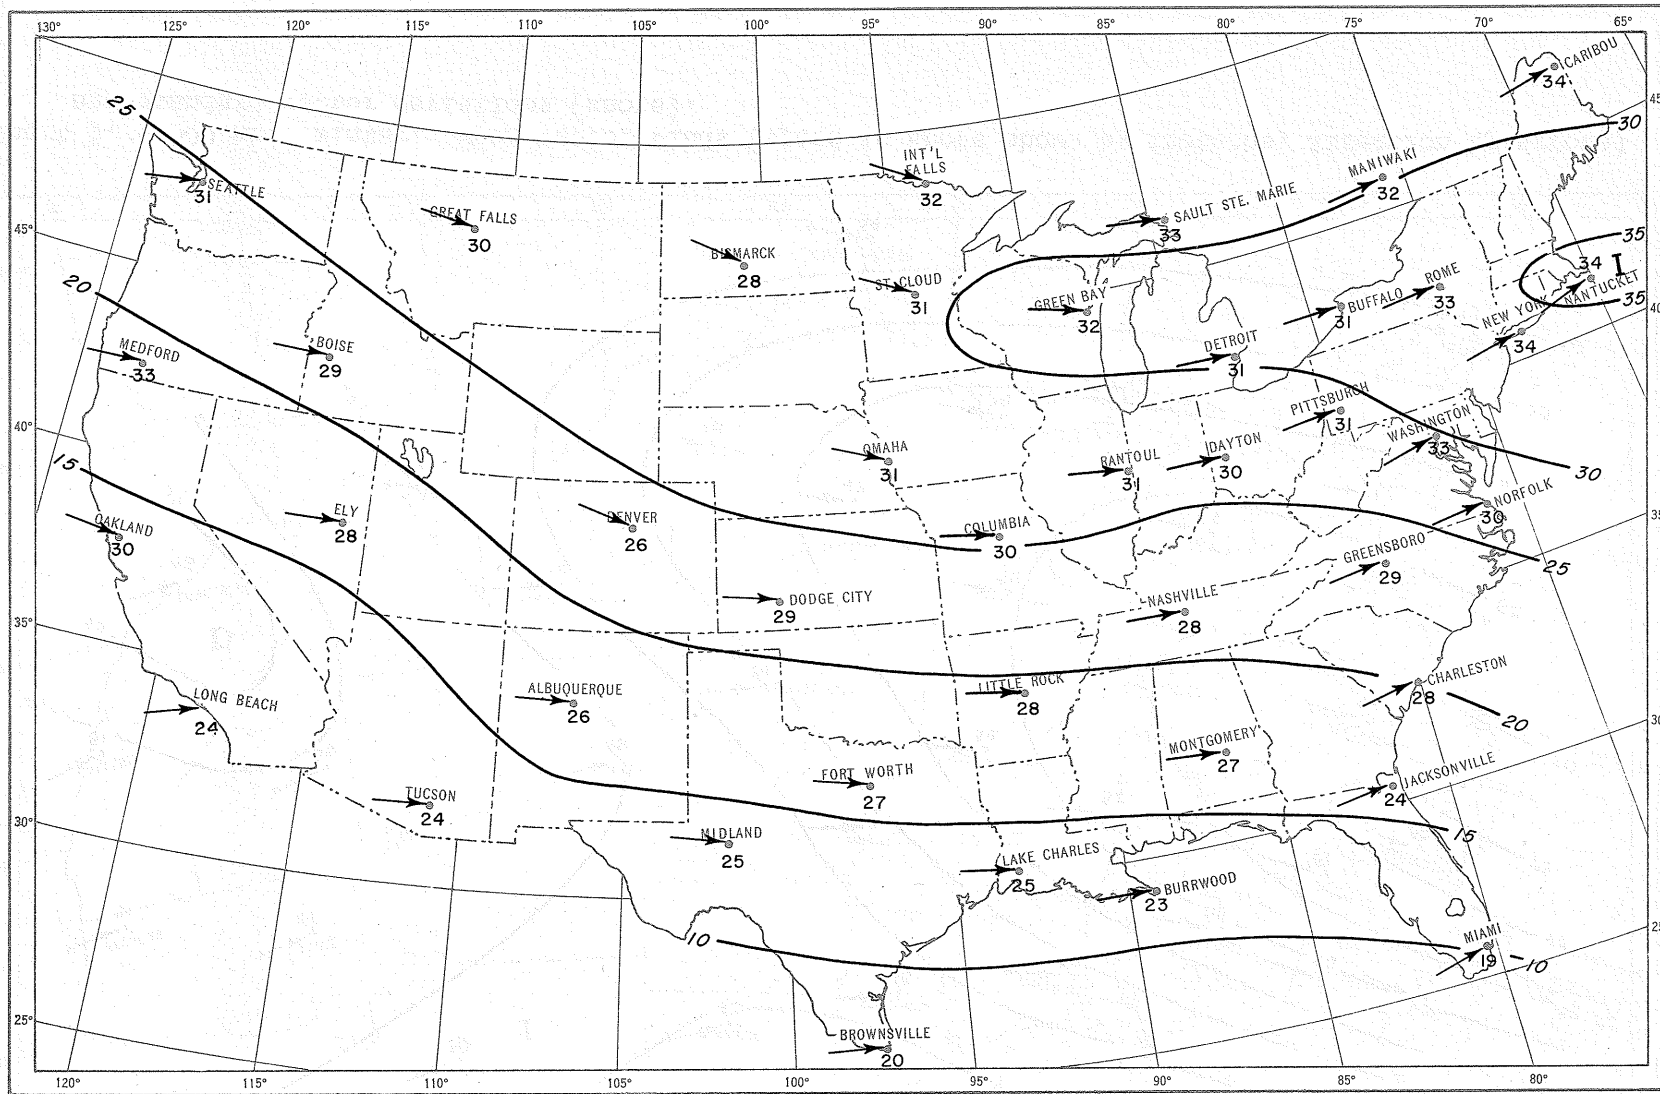 130° 125° 120° 115° 110° 105° 100° 95° 90° 85° 80° 75° 70° 65°
CARIBOU
34
25
30
45
INT'L
FALLS
32
MANIWAKI
32
SEATTLE
31
GREAT FALLS
30
SAULT STE. MARIE
33
45°
35
BISMARCK
28
ST. CLOUD
31
34 I
NANTUCKET
35
ROME
33
20
GREEN BAY
32
BUFFALO
31
NEW YORK
34
40
MEDFORD
33
BOISE
29
DETROIT
31
PITTSBURGH
31
WASHINGTON
33
40°
15
OMAHA
31
RANTOUL
31
DAYTON
30
30
NORFOLK
30
35
OAKLAND
30
ELY
28
DENVER
26
COLUMBIA
30
GREENSBORO
29
25
DODGE CITY
29
NASHVILLE
28
35°
LONG BEACH
24
ALBUQUERQUE
26
LITTLE ROCK
28
CHARLESTON
28
20
30
MONTGOMERY
27
TUCSON
24
FORT WORTH
27
JACKSONVILLE
24
30°
MIDLAND
25
15
LAKE CHARLES
25
BURRWOOD
23
10
MIAMI
19
10
25
25°
BROWNSVILLE
20
120° 115° 110° 105° 100° 95° 90° 85° 80°